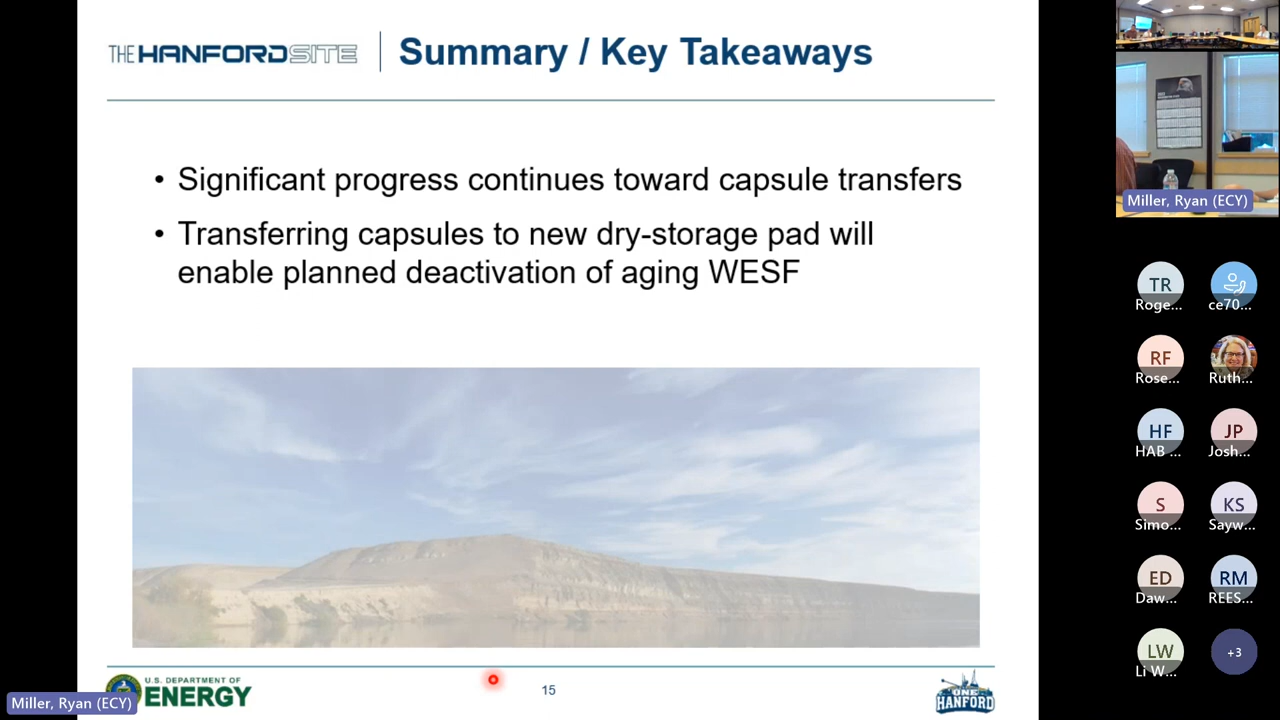 THE HANFORD SITE
Summary / Key Takeaways
• Significant progress continues toward capsule transfers
• Transferring capsules to new dry-storage pad will
enable planned deactivation of aging WESF
U.S. DEPARTMENT OF
ENERGY
15
ONE
HANFORD
Miller, Ryan (ECY)
Miller, Ryan (ECY)
TR
Roge...
ce70...
RF
Rose...
Ruth...
HF
HAB ...
JP
Josh...
S
Simo...
KS
Sayw...
ED
Daw...
RM
REES...
LW
Li W...
+3